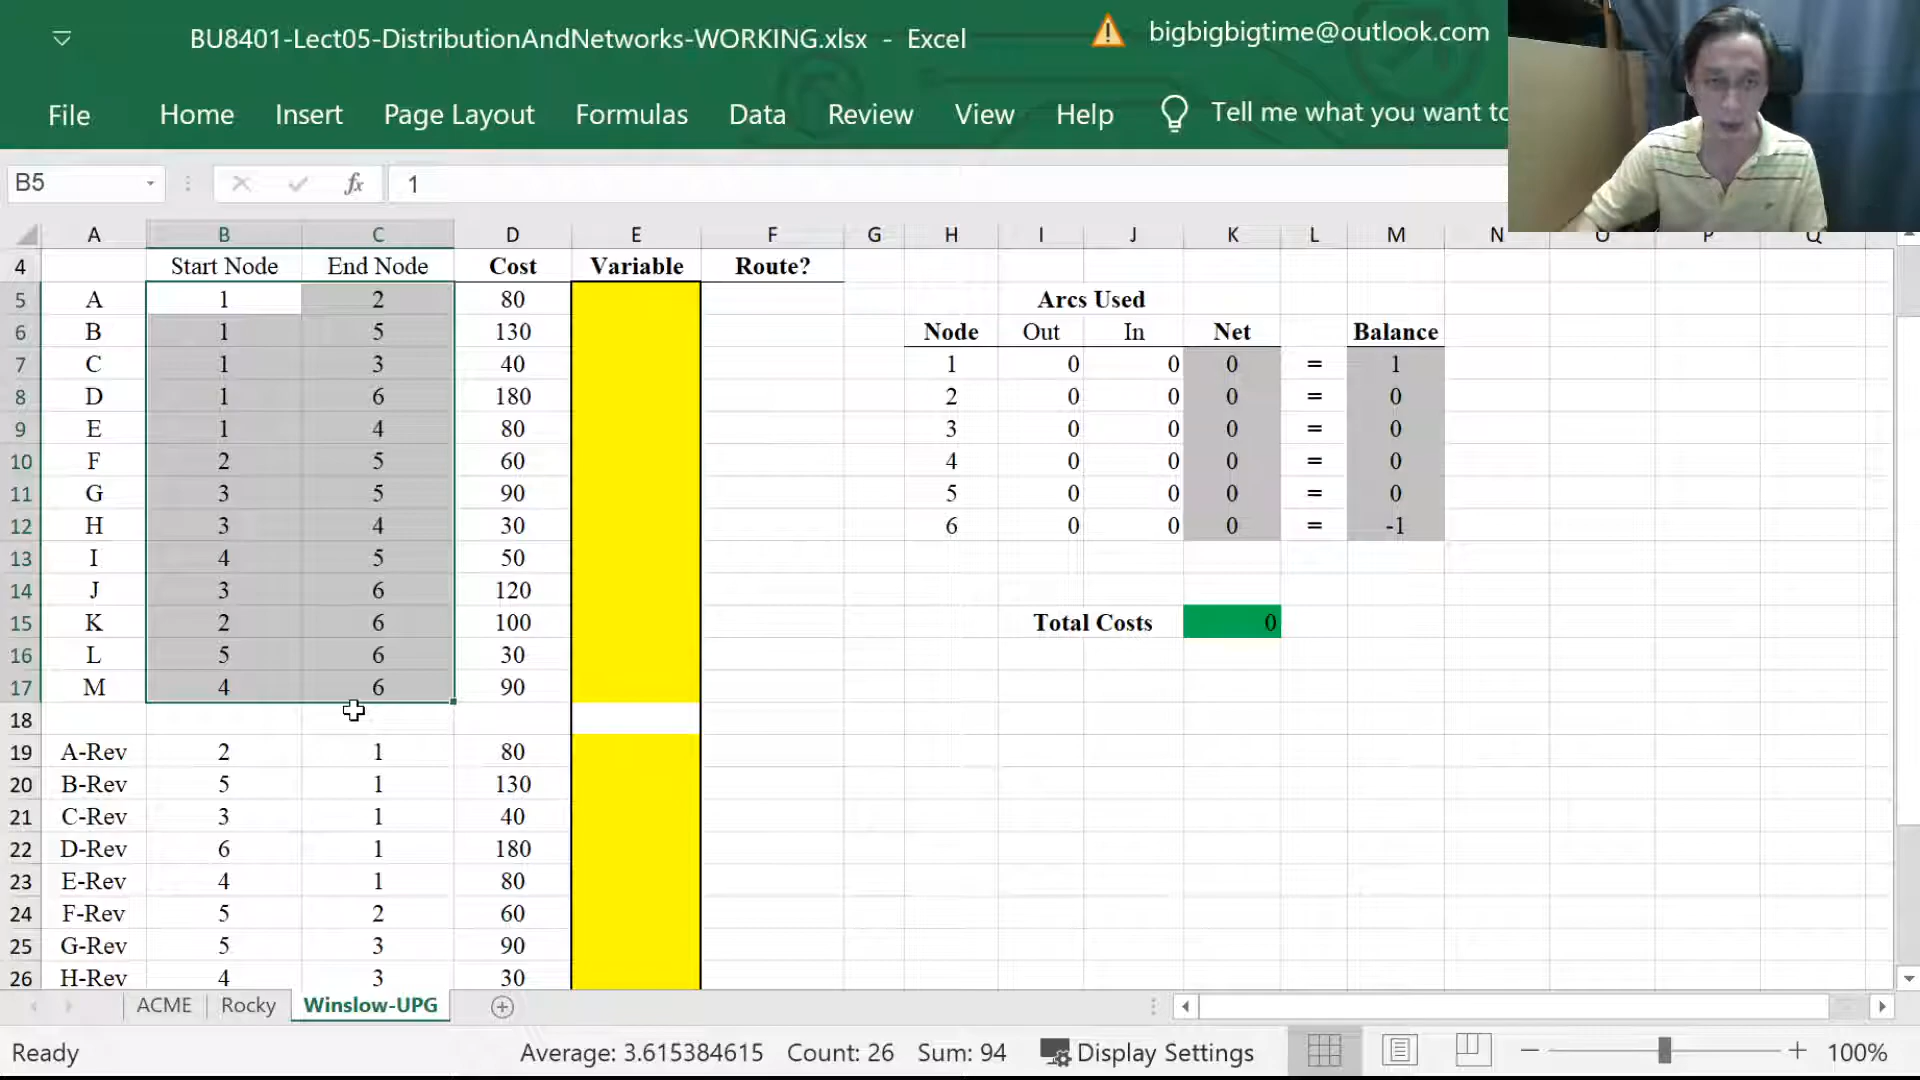 BU8401-Lect05-DistributionAndNetworks-WORKING.xlsx - Excel
bigbigbigtime@outlook.com
File Home Insert Page Layout Formulas Data Review View Help Tell me what you want to
B5 fx 1
A B C D E F G H I J K L M N O P Q
4 Start Node End Node Cost Variable Route?
5 A 1 2 80 Arcs Used
6 B 1 5 130 Node Out In Net Balance
7 C 1 3 40 1 0 0 0 = 1
8 D 1 6 180 2 0 0 0 = 0
9 E 1 4 80 3 0 0 0 = 0
10 F 2 5 60 4 0 0 0 = 0
11 G 3 5 90 5 0 0 0 = 0
12 H 3 4 30 6 0 0 0 = -1
13 I 4 5 50
14 J 3 6 120
15 K 2 6 100 Total Costs 0
16 L 5 6 30
17 M 4 6 90
18
19 A-Rev 2 1 80
20 B-Rev 5 1 130
21 C-Rev 3 1 40
22 D-Rev 6 1 180
23 E-Rev 4 1 80
24 F-Rev 5 2 60
25 G-Rev 5 3 90
26 H-Rev 4 3 30
ACME Rocky Winslow-UPG
Ready Average: 3.615384615 Count: 26 Sum: 94 Display Settings 100%